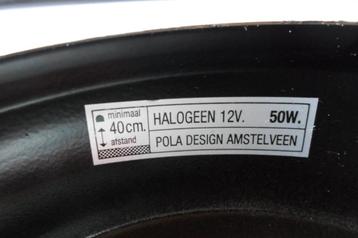 minimaal
40cm.
afstand
HALOGEEN 12V. 50W.
POLA DESIGN AMSTELVEEN